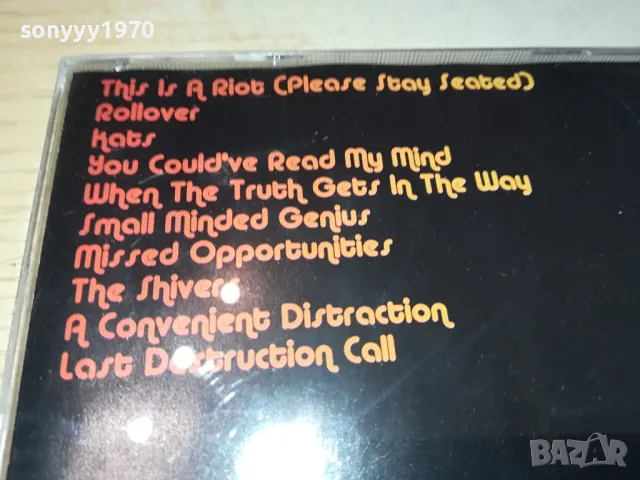 sonyyy1970
This Is A Riot (Please Stay Seated)
Rollover
Kats
You Could've Read My Mind
When The Truth Gets In The Way
Small Minded Genius
Missed Opportunities
The Shivers
A Convenient Distraction
Last Destruction Call
BAZAR